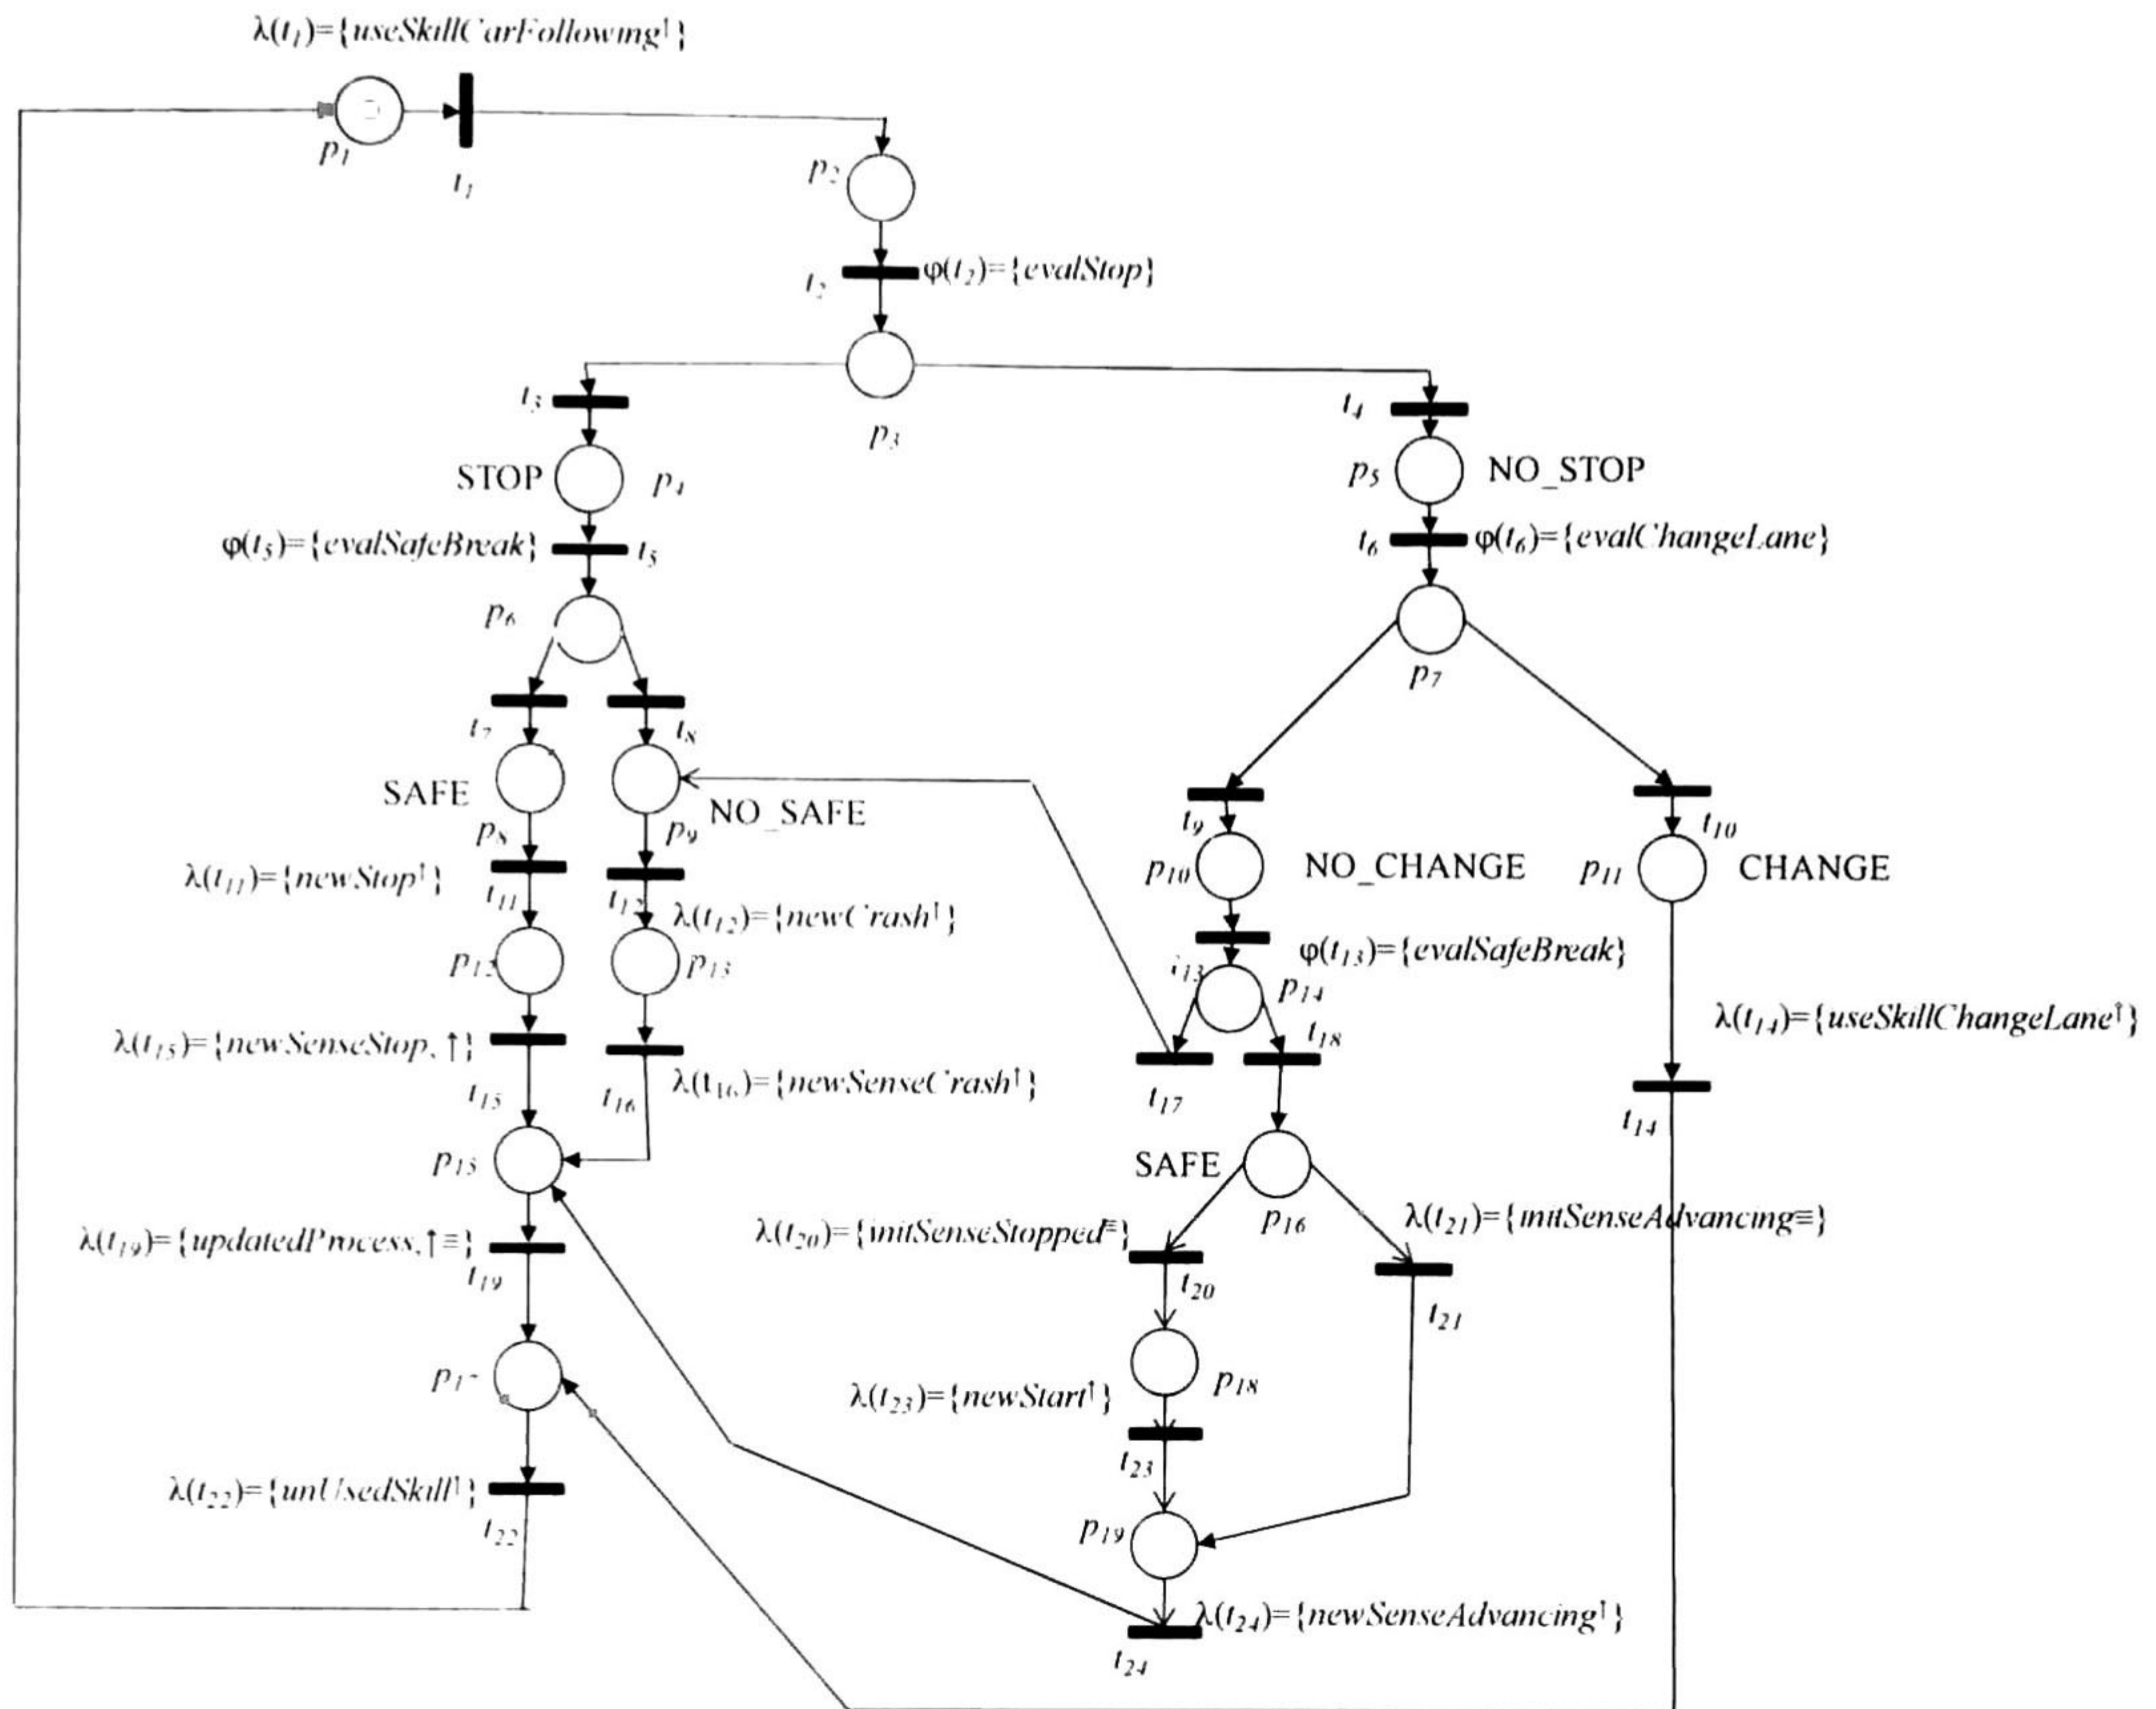 λ(t1)={useSkillCarFollowing↑}
p1
t1
p2
t2
φ(t2)={evalStop}
p3
t3
t4
STOP
p4
p5
NO_STOP
φ(t5)={evalSafeBreak}
t5
t6
φ(t6)={evalChangeLane}
p6
p7
t7
t8
SAFE
NO_SAFE
p8
p9
t9
t10
p10
NO_CHANGE
p11
CHANGE
λ(t11)={newStop↑}
t11
t12
λ(t12)={newCrash↑}
p12
p13
t13
φ(t13)={evalSafeBreak}
p14
λ(t14)={useSkillChangeLane↑}
λ(t15)={newSenseStop,↑}
t15
t16
λ(t16)={newSenseCrash↑}
t17
t18
t14
p15
SAFE
p16
λ(t19)={updatedProcess,↑≡}
t19
λ(t20)={initSenseStopped≡}
t20
λ(t21)={initSenseAdvancing≡}
t21
p17
p18
λ(t23)={newStart↑}
t23
λ(t22)={unUsedSkill↑}
t22
p19
λ(t24)={newSenseAdvancing↑}
t24